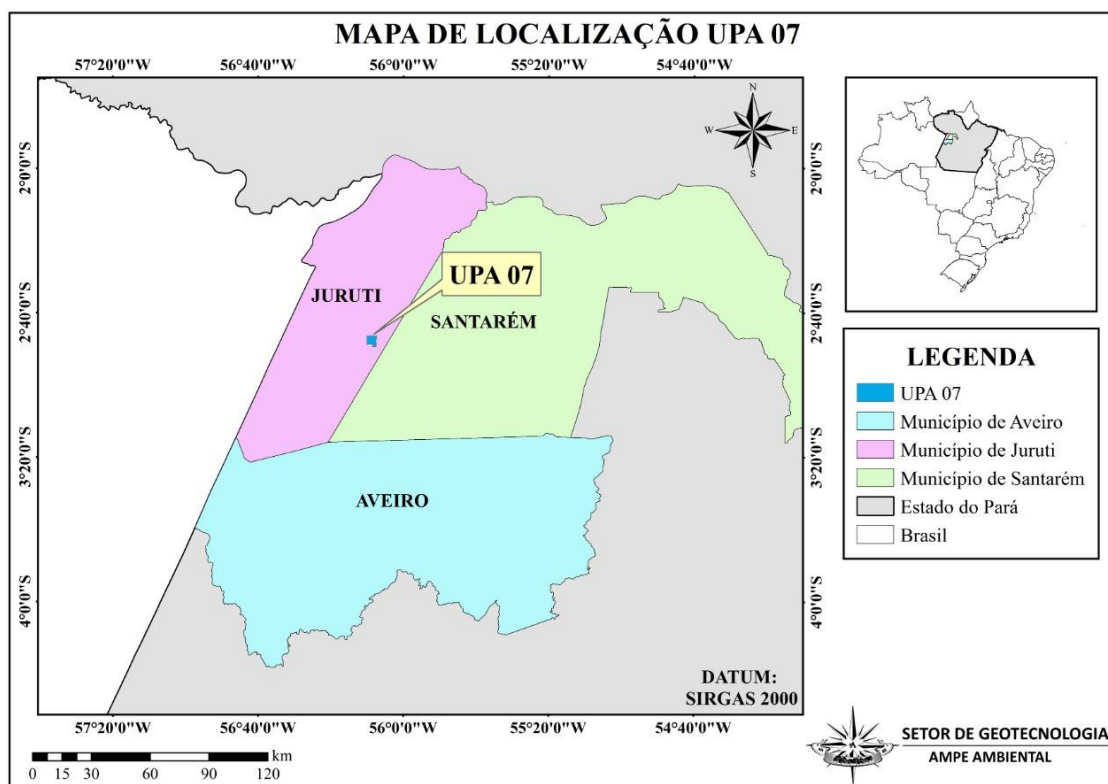 MAPA DE LOCALIZAÇÃO UPA 07
57°20'0"W 56°40'0"W 56°0'0"W 55°20'0"W 54°40'0"W
N
W E
S
2°0'0"S 2°0'0"S
UPA 07
JURUTI
SANTARÉM
2°40'0"S 2°40'0"S
LEGENDA
UPA 07
Município de Aveiro
Município de Juruti
Município de Santarém
Estado do Pará
Brasil
3°20'0"S 3°20'0"S
AVEIRO
4°0'0"S 4°0'0"S
DATUM:
SIRGAS 2000
57°20'0"W 56°40'0"W 56°0'0"W 55°20'0"W 54°40'0"W
km
0 15 30 60 90 120
SETOR DE GEOTECNOLOGIA
AMPE AMBIENTAL